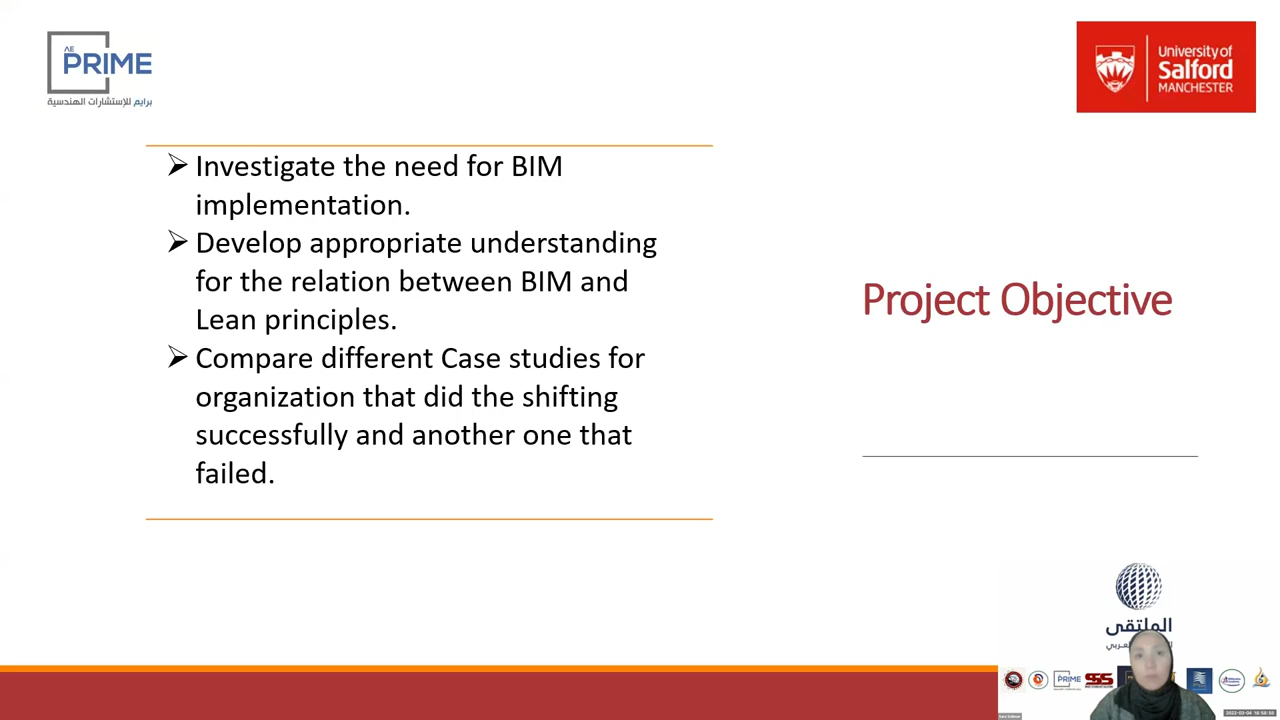 AE
PRIME
برايم للإستشارات الهندسية
University of
Salford
MANCHESTER
➢ Investigate the need for BIM
implementation.
➢ Develop appropriate understanding
for the relation between BIM and
Lean principles.
➢ Compare different Case studies for
organization that did the shifting
successfully and another one that
failed.
Project Objective
الملتقى
PRIME